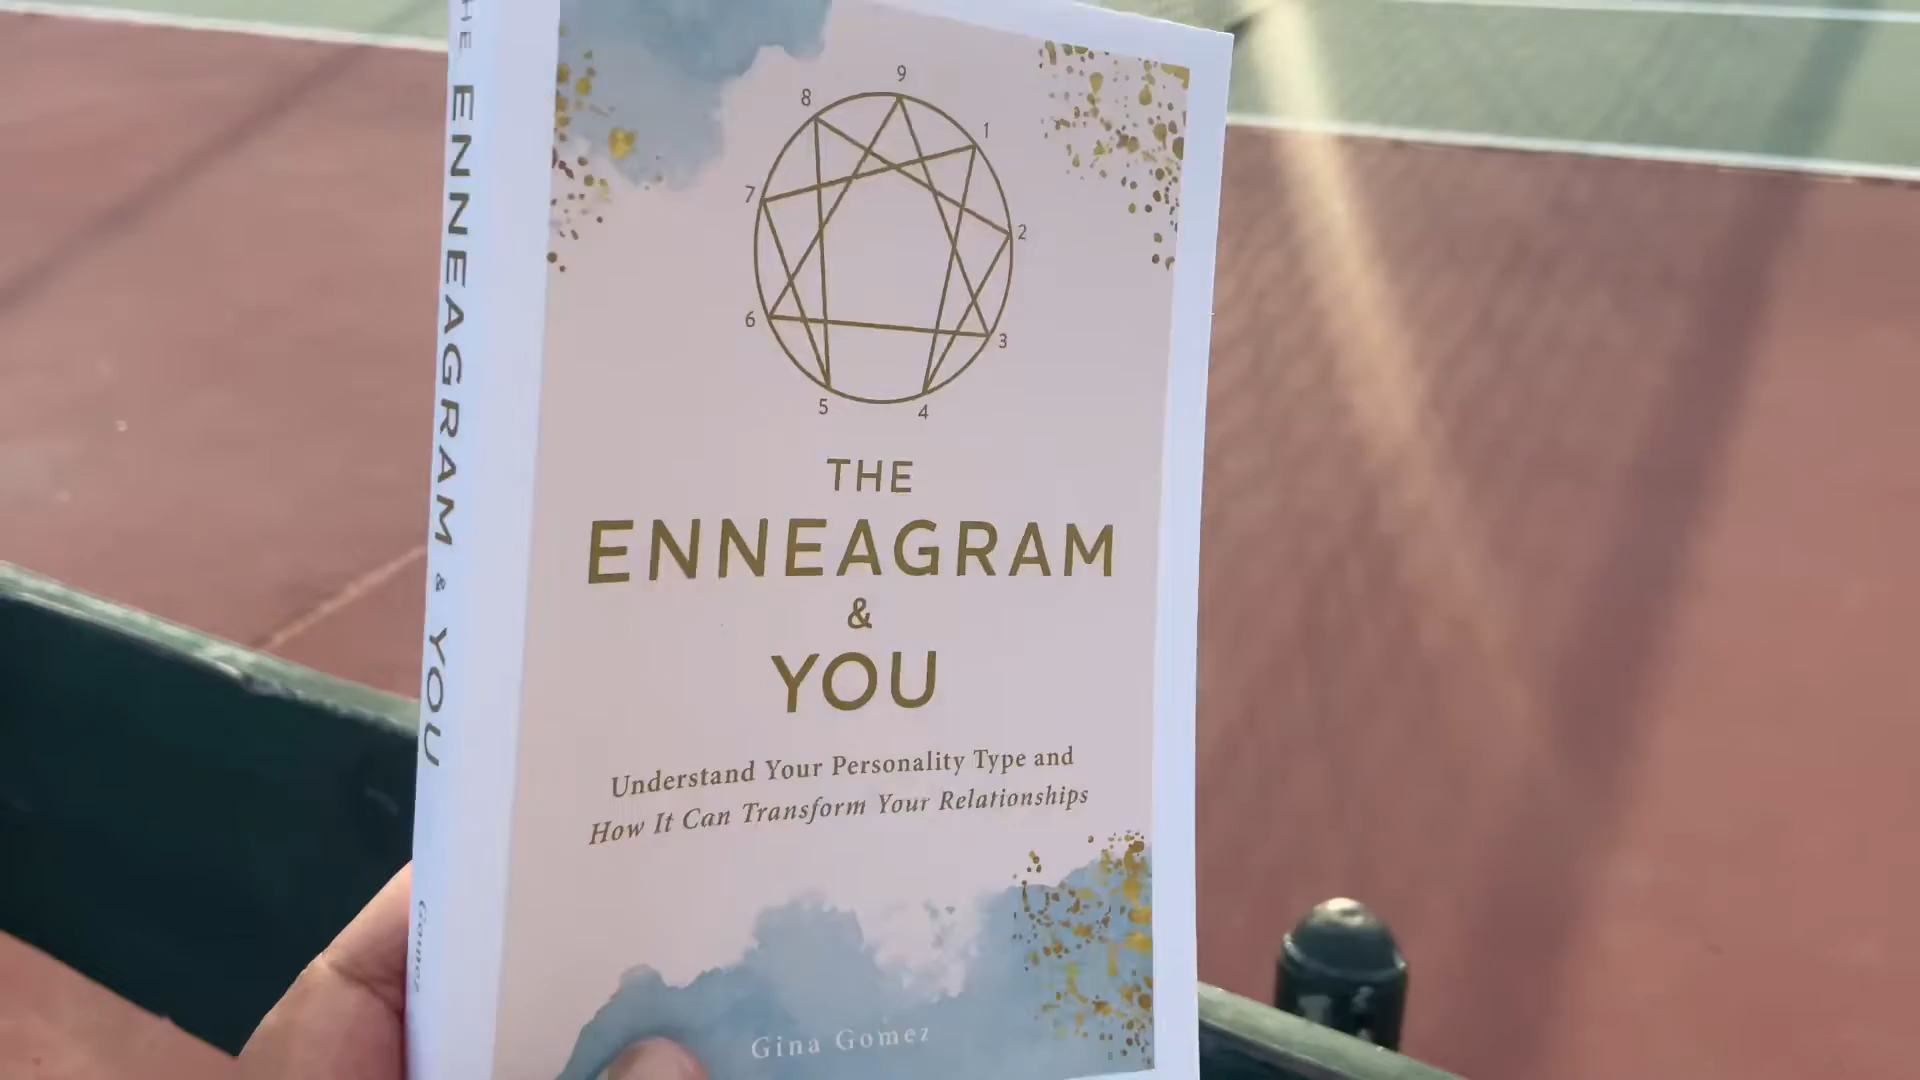 THE ENNEAGRAM & YOU
Gomez
9
8
1
7
2
6
3
5
4
THE
ENNEAGRAM
&
YOU
Understand Your Personality Type and
How It Can Transform Your Relationships
Gina Gomez